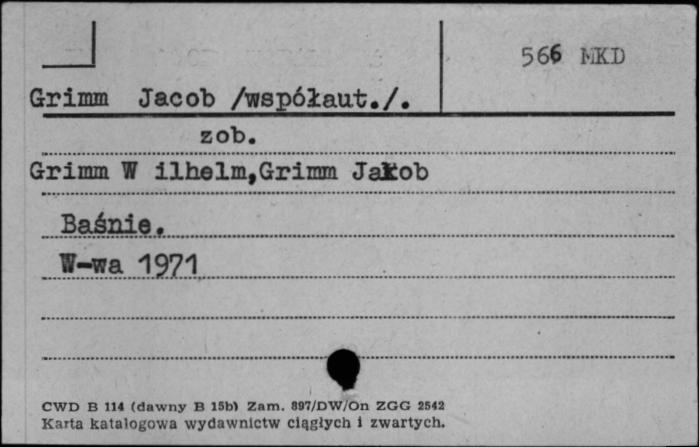 566 MKD
Grimm Jacob /współaut./.
zob.
Grimm W ilhelm,Grimm Jakob
Baśnie.
W-wa 1971
CWD B 114 (dawny B 15b) Zam. 897/DW/On ZGG 2542
Karta katalogowa wydawnictw ciągłych i zwartych.